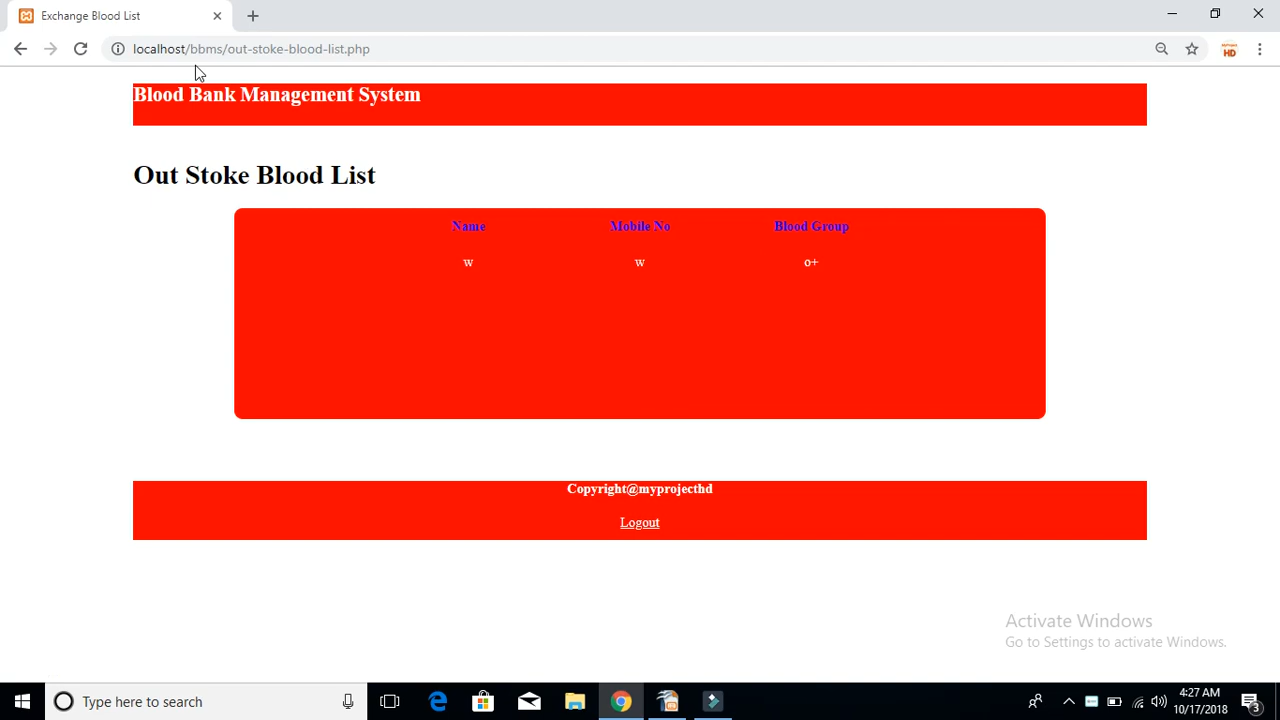 Exchange Blood List
localhost/bbms/out-stoke-blood-list.php
HD
Blood Bank Management System
Out Stoke Blood List
Name Mobile No Blood Group
w w o+
Copyright@myprojecthd
Logout
Activate Windows
Go to Settings to activate Windows.
Type here to search
4:27 AM
10/17/2018
3